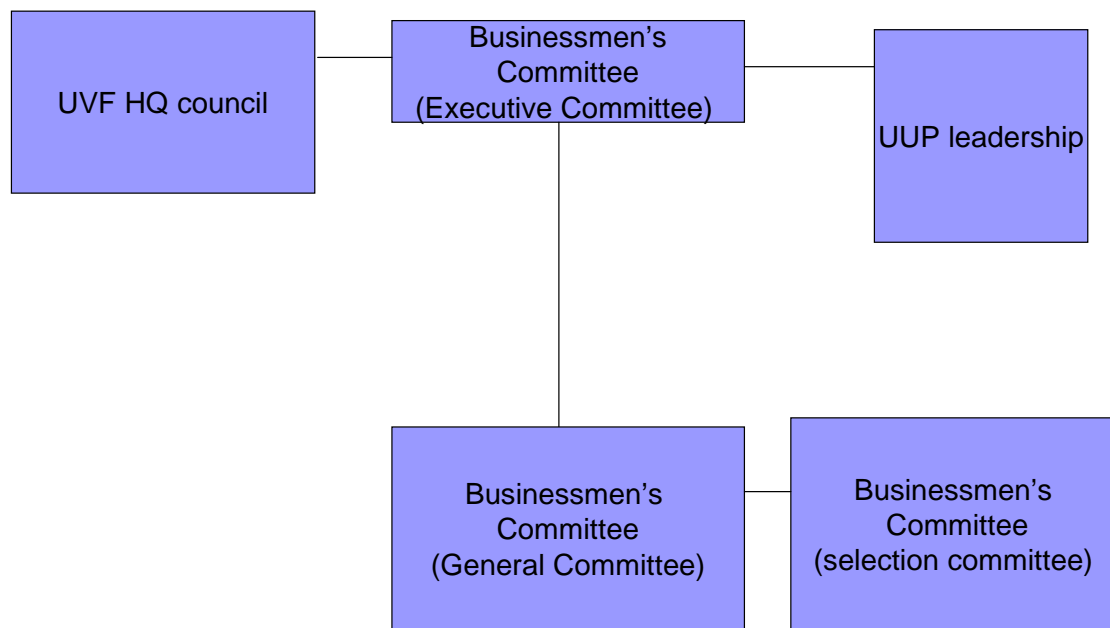 UVF HQ council
Businessmen’s
Committee
(Executive Committee)
UUP leadership
Businessmen’s
Committee
(General Committee)
Businessmen’s
Committee
(selection committee)